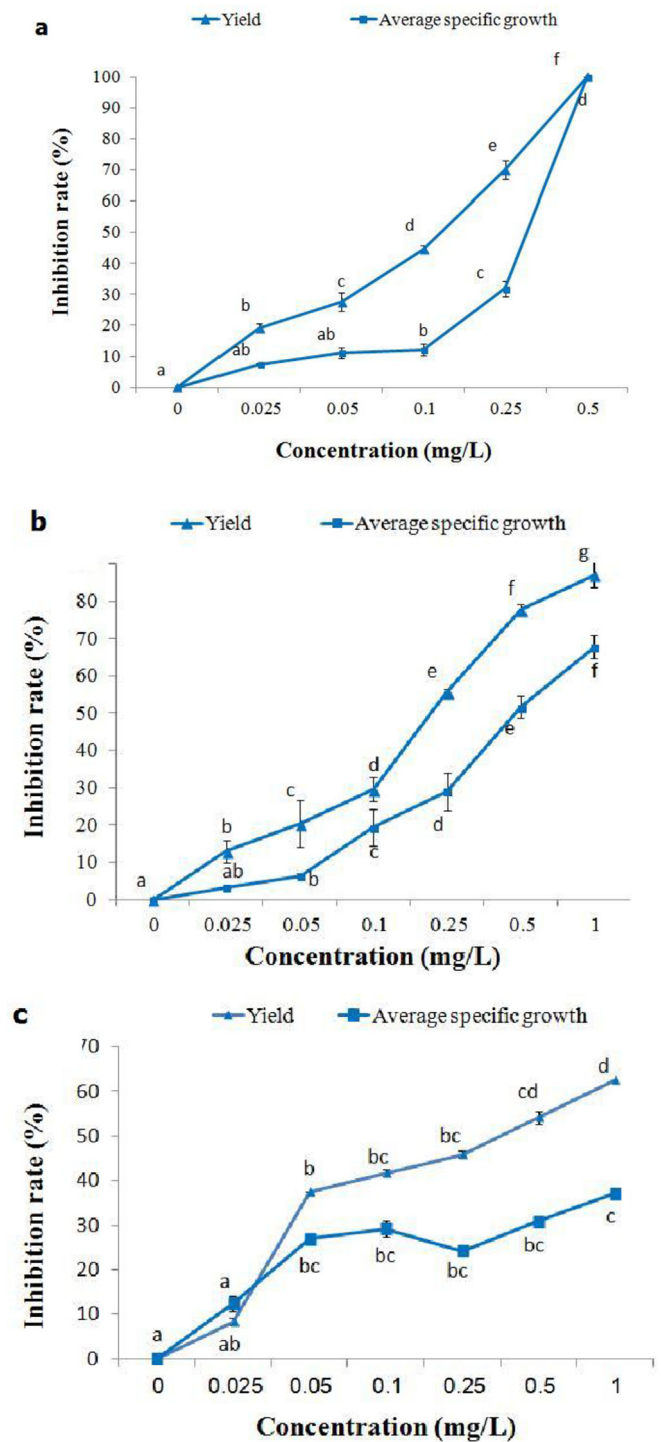 a
Yield Average specific growth
100
90
80
70
60
50
40
30
20
10
0
Inhibition rate (%)
a
b
ab
c
ab
d
b
e
c
f
d
0 0.025 0.05 0.1 0.25 0.5
Concentration (mg/L)
b
Yield Average specific growth
80
70
60
50
40
30
20
10
0
Inhibition rate (%)
a
b
ab
c
b
d
c
e
d
f
e
g
f
0 0.025 0.05 0.1 0.25 0.5 1
Concentration (mg/L)
c
Yield Average specific growth
70
60
50
40
30
20
10
0
Inhibition rate (%)
a
a
ab
b
bc
bc
bc
bc
bc
cd
bc
d
c
0 0.025 0.05 0.1 0.25 0.5 1
Concentration (mg/L)